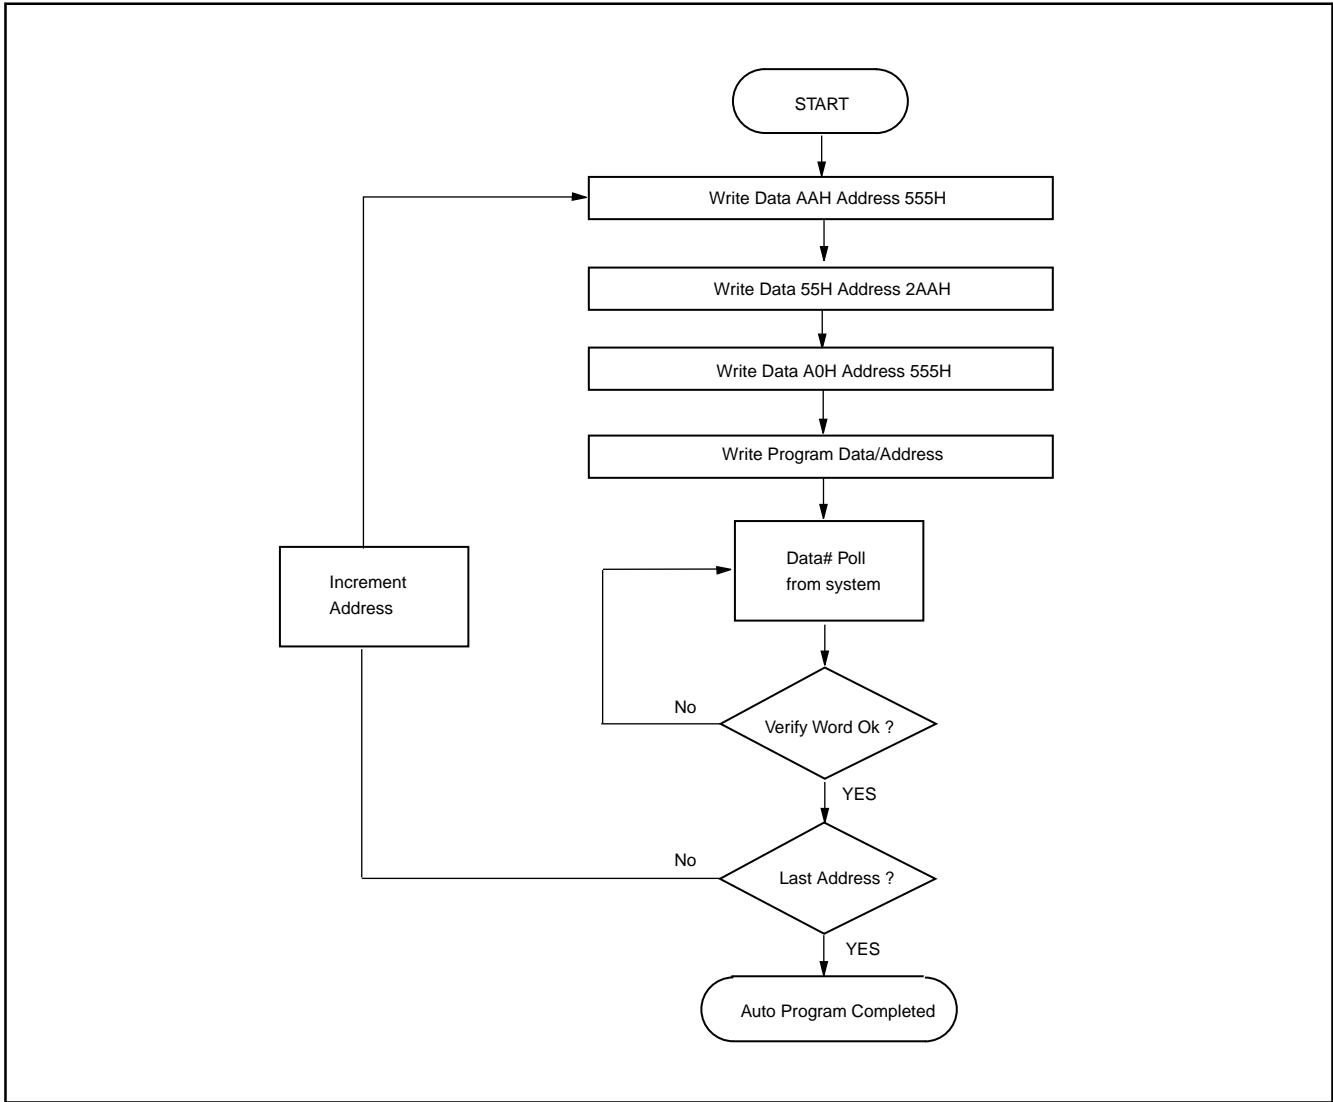 START
Write Data AAH Address 555H
Write Data 55H Address 2AAH
Write Data A0H Address 555H
Write Program Data/Address
Data# Poll
from system
Increment
Address
No
Verify Word Ok ?
YES
No
Last Address ?
YES
Auto Program Completed